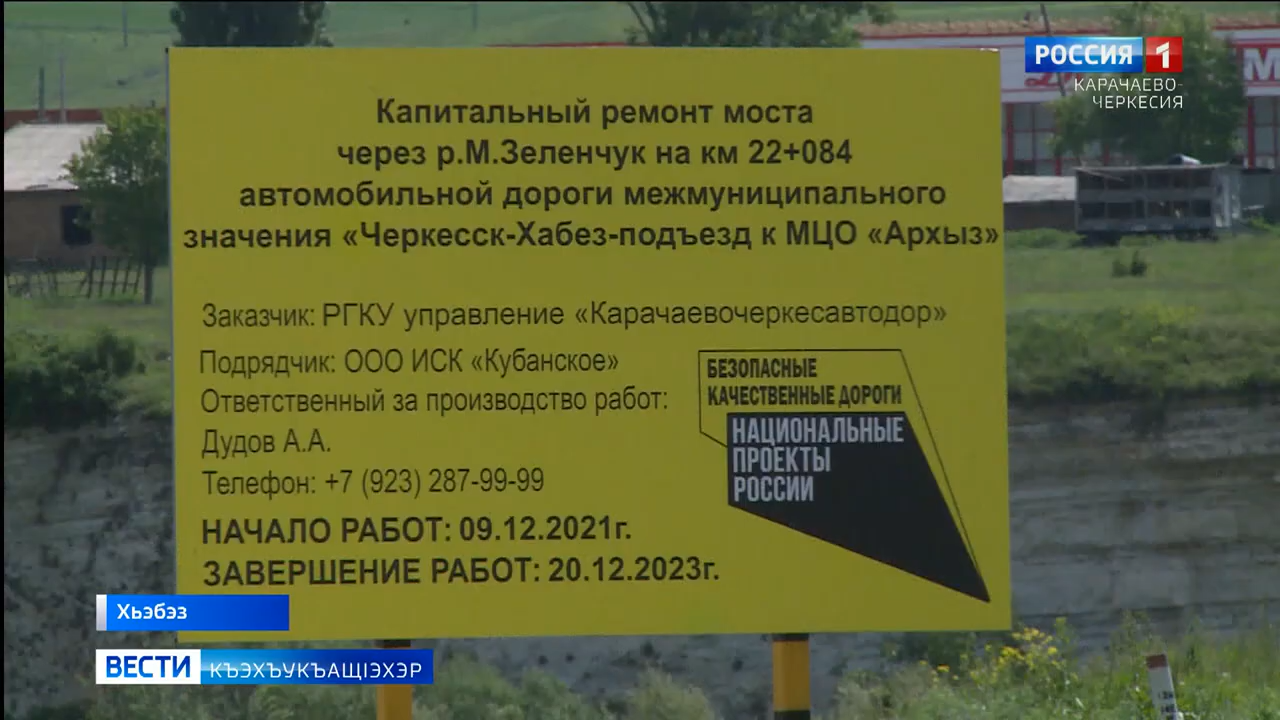 РОССИЯ 1
КАРАЧАЕВО-
ЧЕРКЕСИЯ
Капитальный ремонт моста
через р.М.Зеленчук на км 22+084
автомобильной дороги межмуниципального
значения «Черкесск-Хабез-подъезд к МЦО «Архыз»
Заказчик: РГКУ управление «Карачаевочеркесавтодор»
Подрядчик: ООО ИСК «Кубанское»
Ответственный за производство работ:
Дудов А.А.
Телефон: +7 (923) 287-99-99
НАЧАЛО РАБОТ: 09.12.2021г.
ЗАВЕРШЕНИЕ РАБОТ: 20.12.2023г.
БЕЗОПАСНЫЕ
КАЧЕСТВЕННЫЕ ДОРОГИ
НАЦИОНАЛЬНЫЕ
ПРОЕКТЫ
РОССИИ
Хьэбэз
ВЕСТИ КЪЭХЪУКЪАЩIЭХЭР